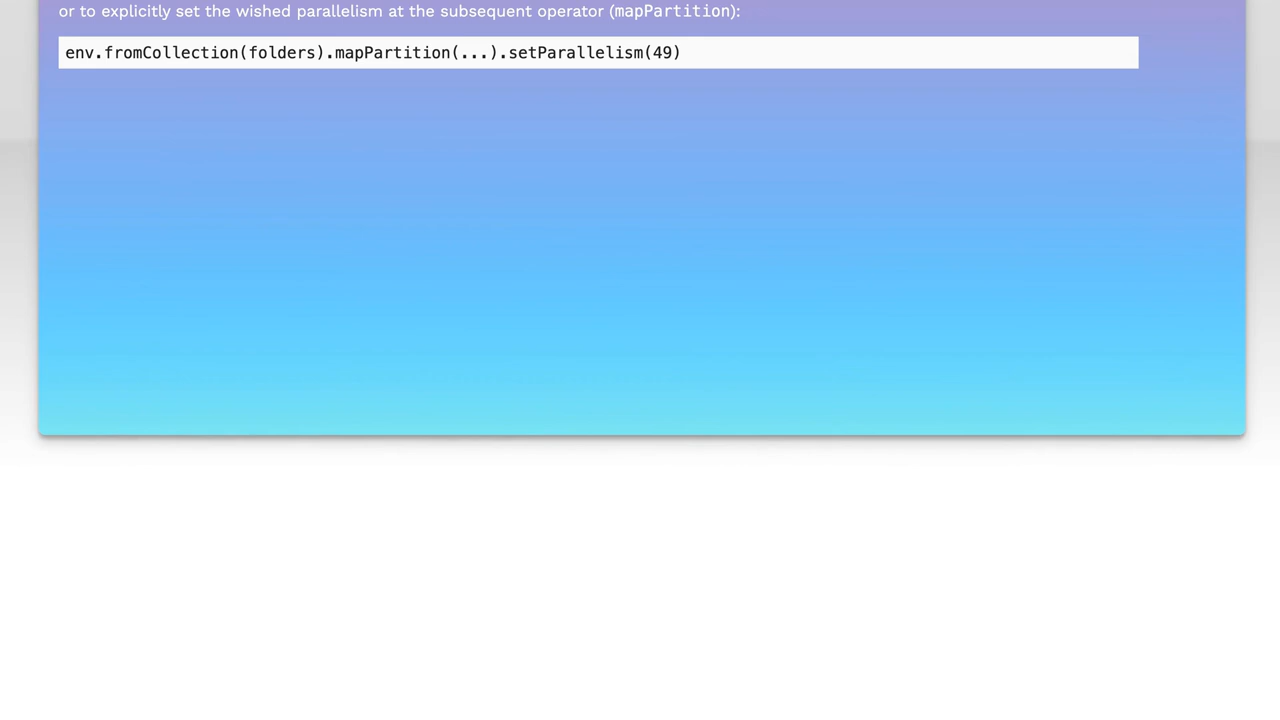 or to explicitly set the wished parallelism at the subsequent operator (mapPartition):
env.fromCollection(folders).mapPartition(...).setParallelism(49)